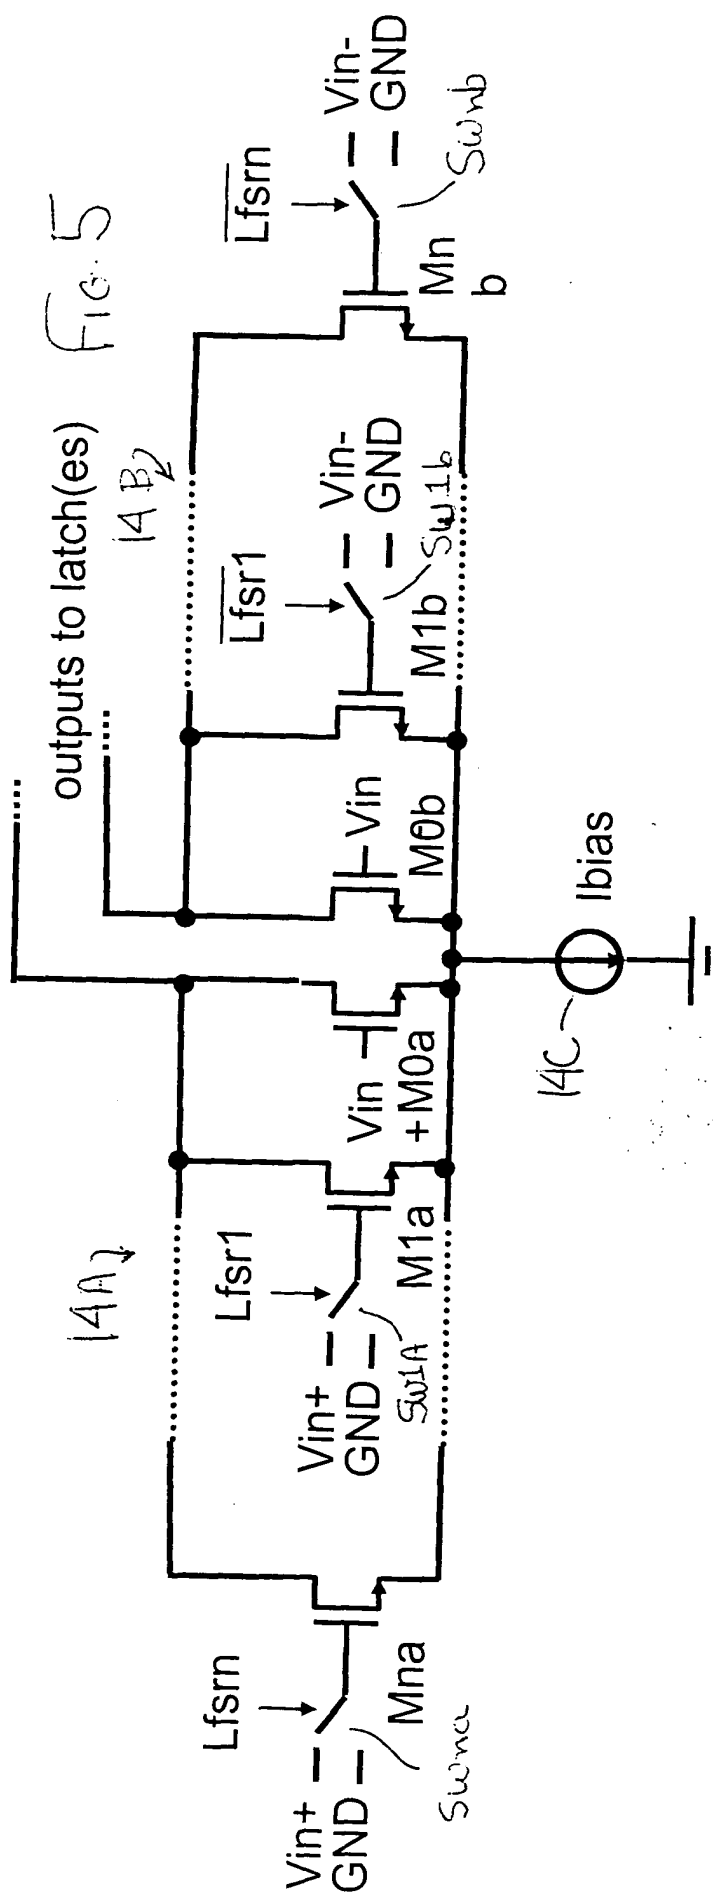 FIG. 5
outputs to latch(es)
14A
14B
Lfsrn
Lfsr1
Lfsr1
Lfsrn
Vin+
GND
Vin+
GND
Vin
Vin
Vin-
GND
Vin-
GND
Swna
Mna
SW1A
M1a
+M0a
M0b
M1b
SW1b
Mn
b
Swnb
14C
Ibias